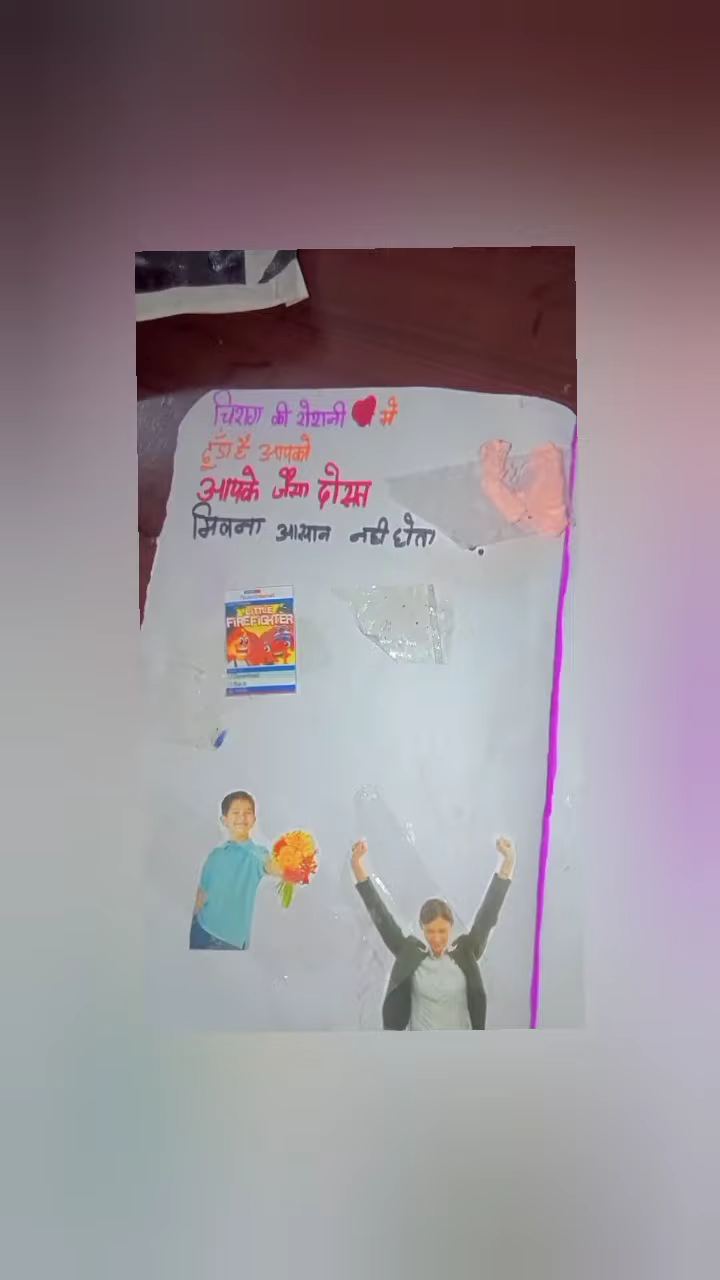 चिराग की रोशनी से
ढूँढा है आपको
आपके जैसा दोस्त
मिलना आसान नही होता
LITTLE
FIREFIGHTER